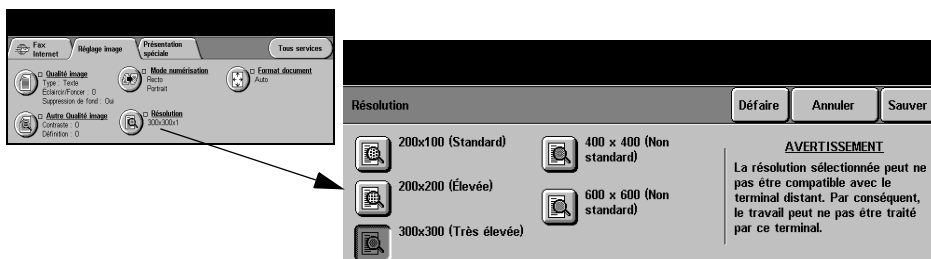 Fax
Internet
Réglage image
Présentation
spéciale
Tous services
Qualité image
Type : Texte
Éclaircir/Foncer : 0
Suppression de fond : Oui
Mode numérisation
Recto
Portrait
Format document
Auto
Autre Qualité image
Contraste : 0
Définition : 0
Résolution
300x300x1
Résolution
Défaire
Annuler
Sauver
200x100 (Standard)
200x200 (Élevée)
300x300 (Très élevée)
400 x 400 (Non
standard)
600 x 600 (Non
standard)
AVERTISSEMENT
La résolution sélectionnée peut ne
pas être compatible avec le
terminal distant. Par conséquent,
le travail peut ne pas être traité
par ce terminal.